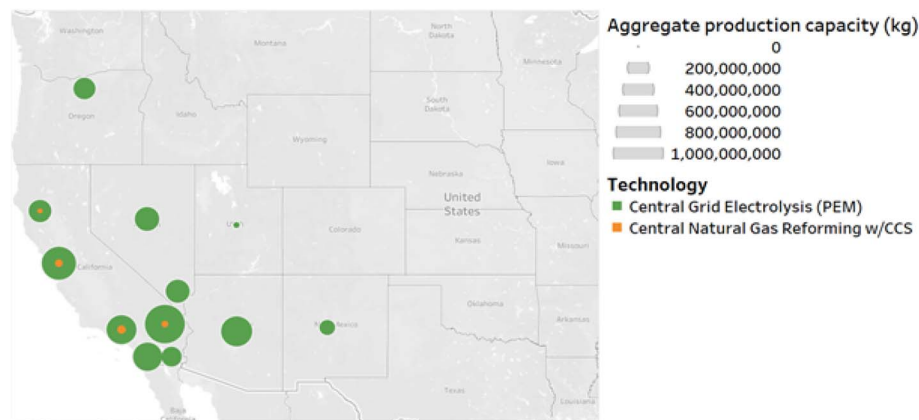 Washington
Montana
North
Dakota
Minnesota
Oregon
Idaho
South
Dakota
Wyoming
Iowa
Nebraska
United
States
Colorado
Kansas
Missouri
California
Oklahoma
Arkansas
Texas
Louisiana
Baja
California
Aggregate production capacity (kg)
0
200,000,000
400,000,000
600,000,000
800,000,000
1,000,000,000
Technology
Central Grid Electrolysis (PEM)
Central Natural Gas Reforming w/CCS